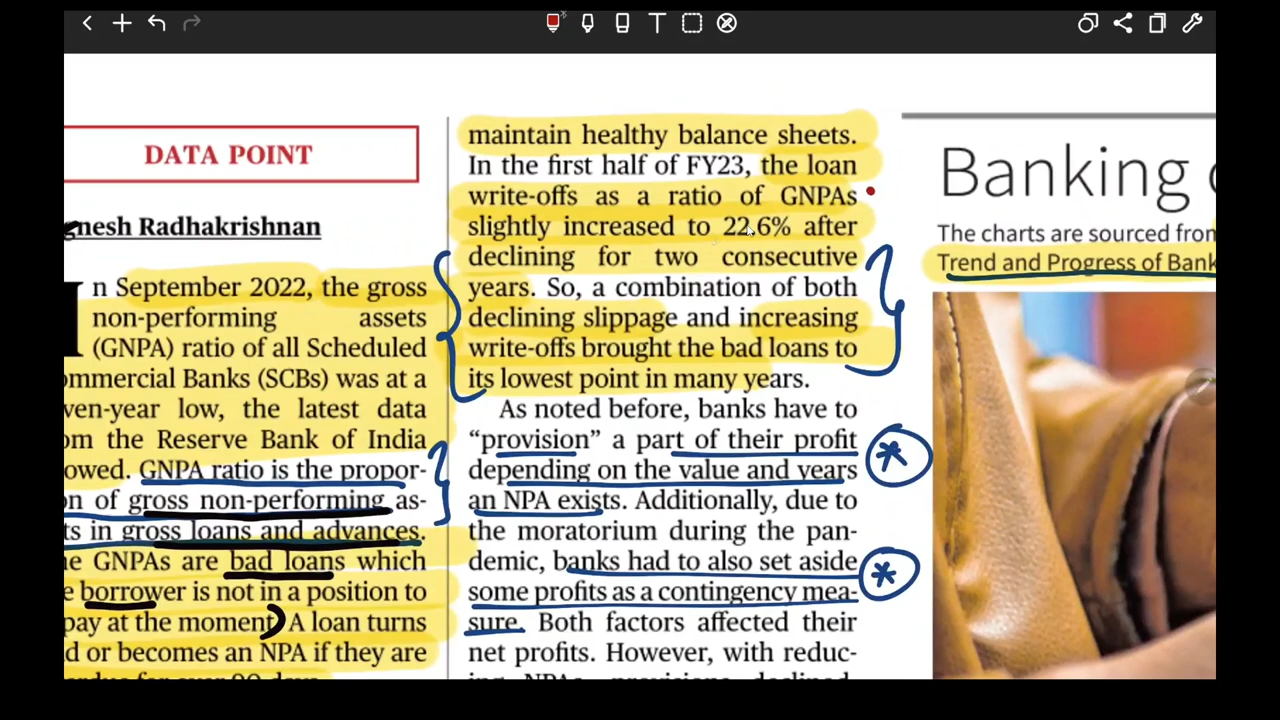 DATA POINT
gnesh Radhakrishnan
In September 2022, the gross
non-performing assets
(GNPA) ratio of all Scheduled
ommercial Banks (SCBs) was at a
ven-year low, the latest data
om the Reserve Bank of India
owed. GNPA ratio is the propor-
on of gross non-performing as-
ts in gross loans and advances.
e GNPAs are bad loans which
e borrower is not in a position to
pay at the moment. A loan turns
d or becomes an NPA if they are
maintain healthy balance sheets.
In the first half of FY23, the loan
write-offs as a ratio of GNPAs
slightly increased to 22.6% after
declining for two consecutive
years. So, a combination of both
declining slippage and increasing
write-offs brought the bad loans to
its lowest point in many years.
As noted before, banks have to
“provision” a part of their profit
depending on the value and years
an NPA exists. Additionally, due to
the moratorium during the pan-
demic, banks had to also set aside
some profits as a contingency mea-
sure. Both factors affected their
net profits. However, with reduc-
Banking
The charts are sourced from
Trend and Progress of Bank